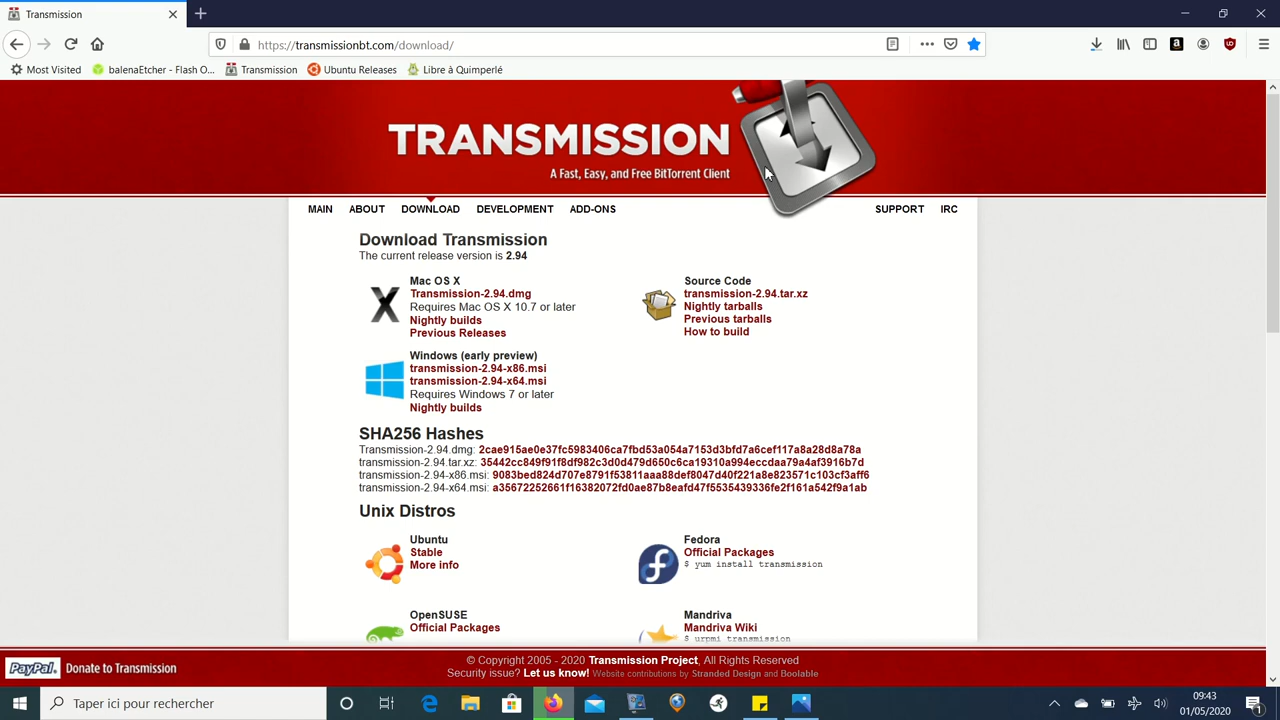 Transmission
https://transmissionbt.com/download/
Most Visited
balenaEtcher - Flash O...
Transmission
Ubuntu Releases
Libre à Quimperlé
TRANSMISSION
A Fast, Easy, and Free BitTorrent Client
MAIN ABOUT DOWNLOAD DEVELOPMENT ADD-ONS SUPPORT IRC
Download Transmission
The current release version is 2.94
Mac OS X
Transmission-2.94.dmg
Requires Mac OS X 10.7 or later
Nightly builds
Previous Releases
Source Code
transmission-2.94.tar.xz
Nightly tarballs
Previous tarballs
How to build
Windows (early preview)
transmission-2.94-x86.msi
transmission-2.94-x64.msi
Requires Windows 7 or later
Nightly builds
SHA256 Hashes
Transmission-2.94.dmg: 2cae915ae0e37fc5983406ca7fbd53a054a7153d3bfd7a6cef117a8a28d8a78a
transmission-2.94.tar.xz: 35442cc849f91f8df982c3d0d479d650c6ca19310a994eccdaa79a4af3916b7d
transmission-2.94-x86.msi: 9083bed824d707e8791f53811aaa88def8047d40f221a8e823571c103cf3aff6
transmission-2.94-x64.msi: a35672252661f16382072fd0ae87b8eafd47f5535439336fe2f161a542f9a1ab
Unix Distros
Ubuntu
Stable
More info
Fedora
Official Packages
$ yum install transmission
OpenSUSE
Official Packages
Mandriva
Mandriva Wiki
$ urpmi transmission
PayPal
Donate to Transmission
© Copyright 2005 - 2020 Transmission Project, All Rights Reserved
Security issue? Let us know! Website contributions by Stranded Design and Boolable
Taper ici pour rechercher
09:43
01/05/2020